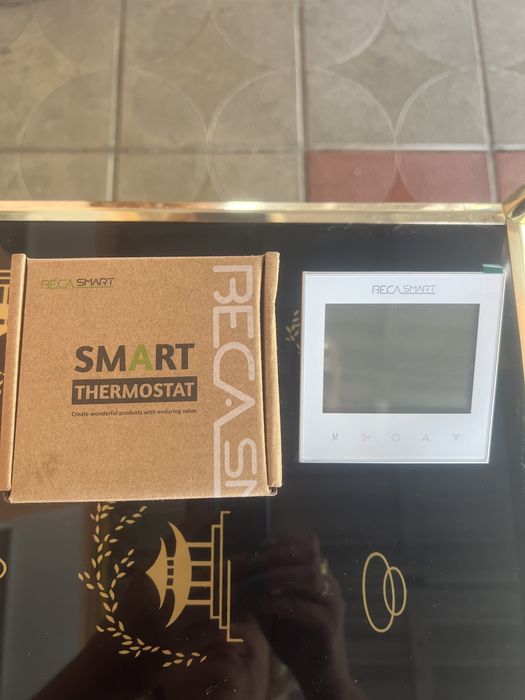 BECA SMART
SMART
THERMOSTAT
Create wonderful products with enduring value
BECA SM
BECA SMART
M